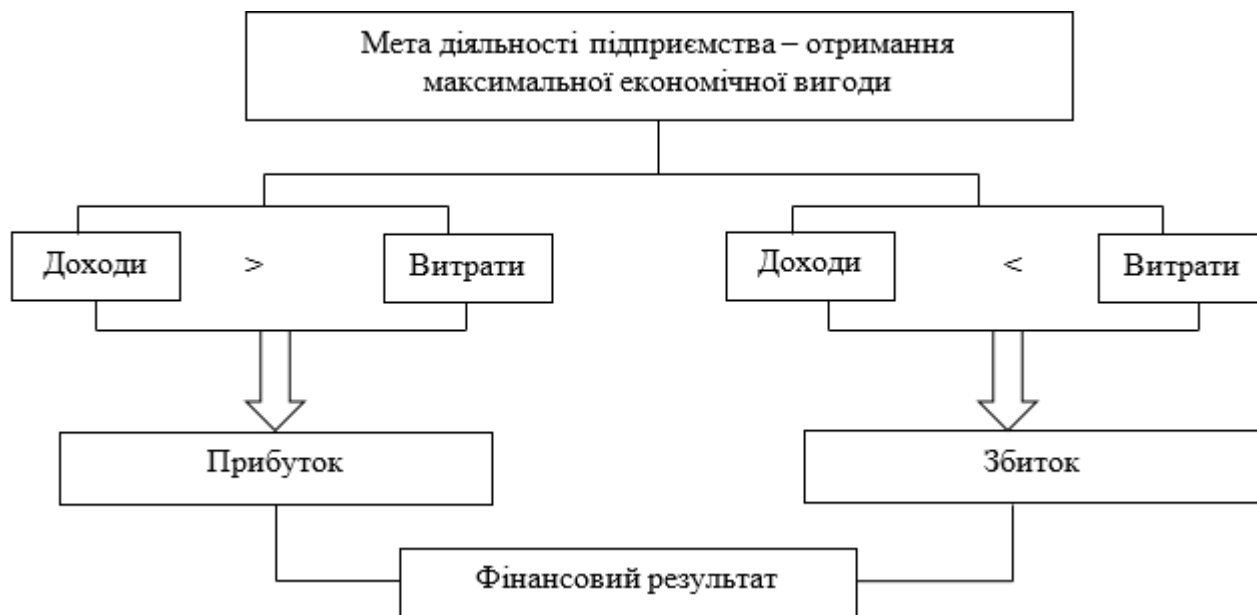 Мета діяльності підприємства – отримання
максимальної економічної вигоди
Доходи > Витрати
Доходи < Витрати
Прибуток
Збиток
Фінансовий результат